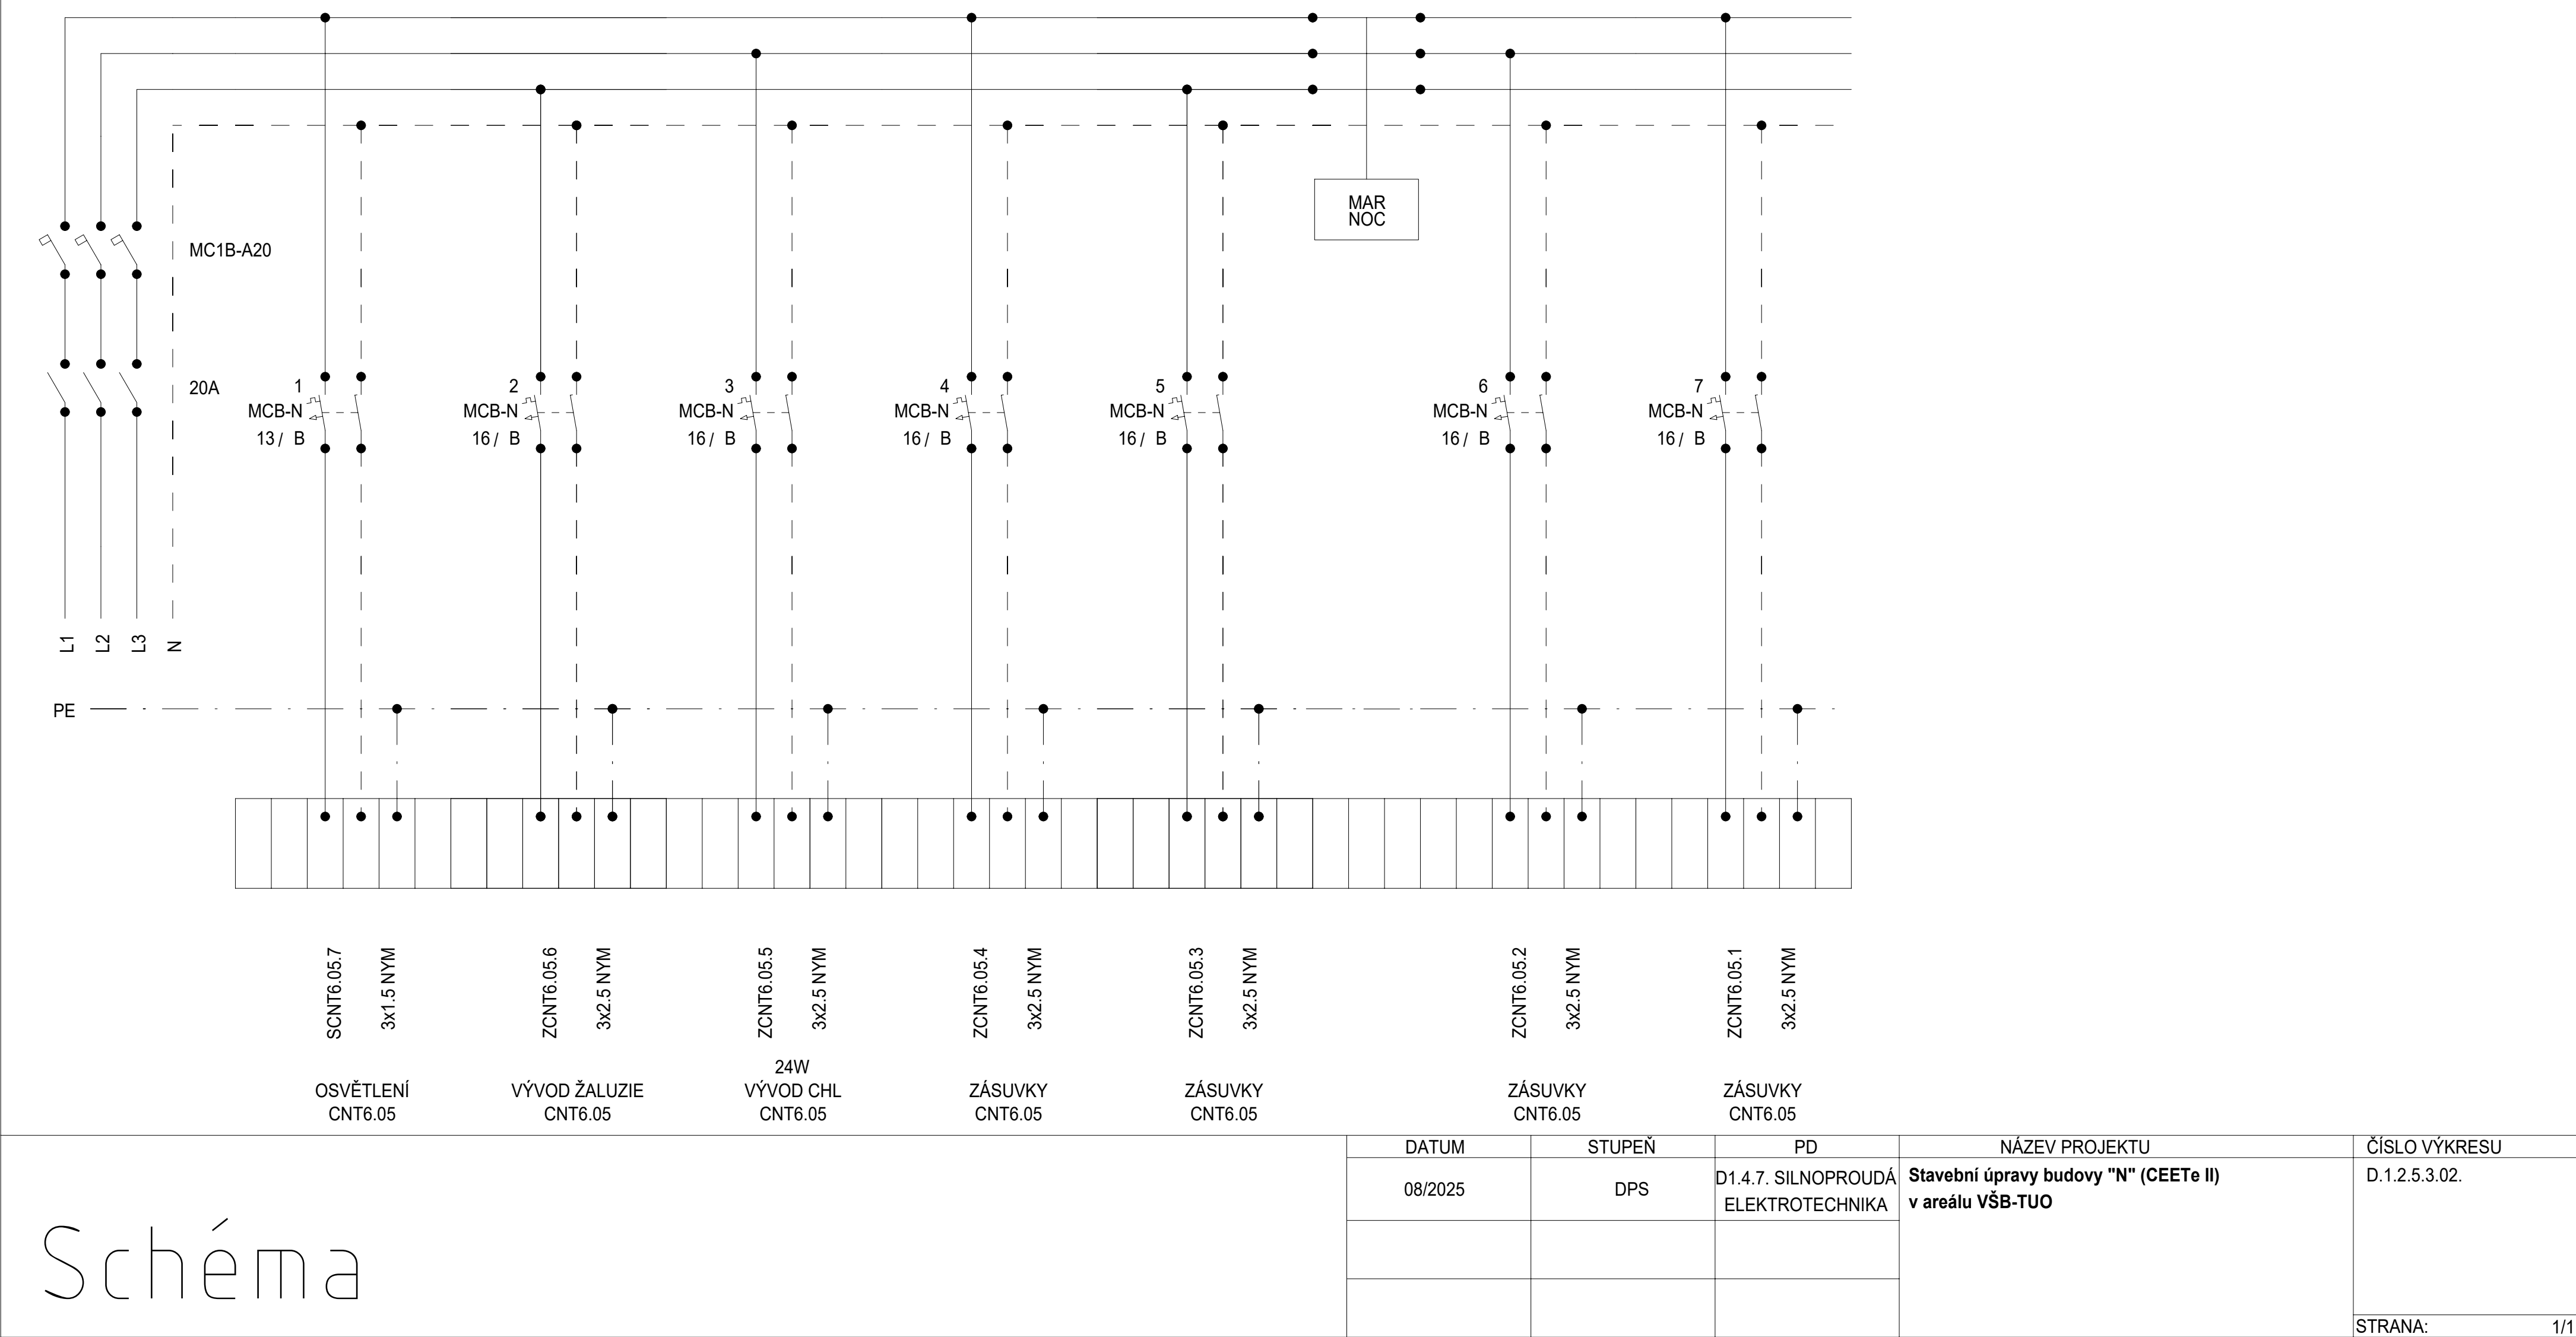 MAR
NOC
MC1B-A20
20A
1
MCB-N
13 / B
2
MCB-N
16 / B
3
MCB-N
16 / B
4
MCB-N
16 / B
5
MCB-N
16 / B
6
MCB-N
16 / B
7
MCB-N
16 / B
L1
L2
L3
N
PE
SCNT6.05.7
3x1.5 NYM
ZCNT6.05.6
3x2.5 NYM
ZCNT6.05.5
3x2.5 NYM
ZCNT6.05.4
3x2.5 NYM
ZCNT6.05.3
3x2.5 NYM
ZCNT6.05.2
3x2.5 NYM
ZCNT6.05.1
3x2.5 NYM
OSVĚTLENÍ
CNT6.05
VÝVOD ŽALUZIE
CNT6.05
24W
VÝVOD CHL
CNT6.05
ZÁSUVKY
CNT6.05
ZÁSUVKY
CNT6.05
ZÁSUVKY
CNT6.05
ZÁSUVKY
CNT6.05
Schéma
DATUM
08/2025
STUPEŇ
DPS
PD
D1.4.7. SILNOPROUDÁ
ELEKTROTECHNIKA
NÁZEV PROJEKTU
Stavební úpravy budovy "N" (CEETe II)
v areálu VŠB-TUO
ČÍSLO VÝKRESU
D.1.2.5.3.02.
STRANA: 1/1